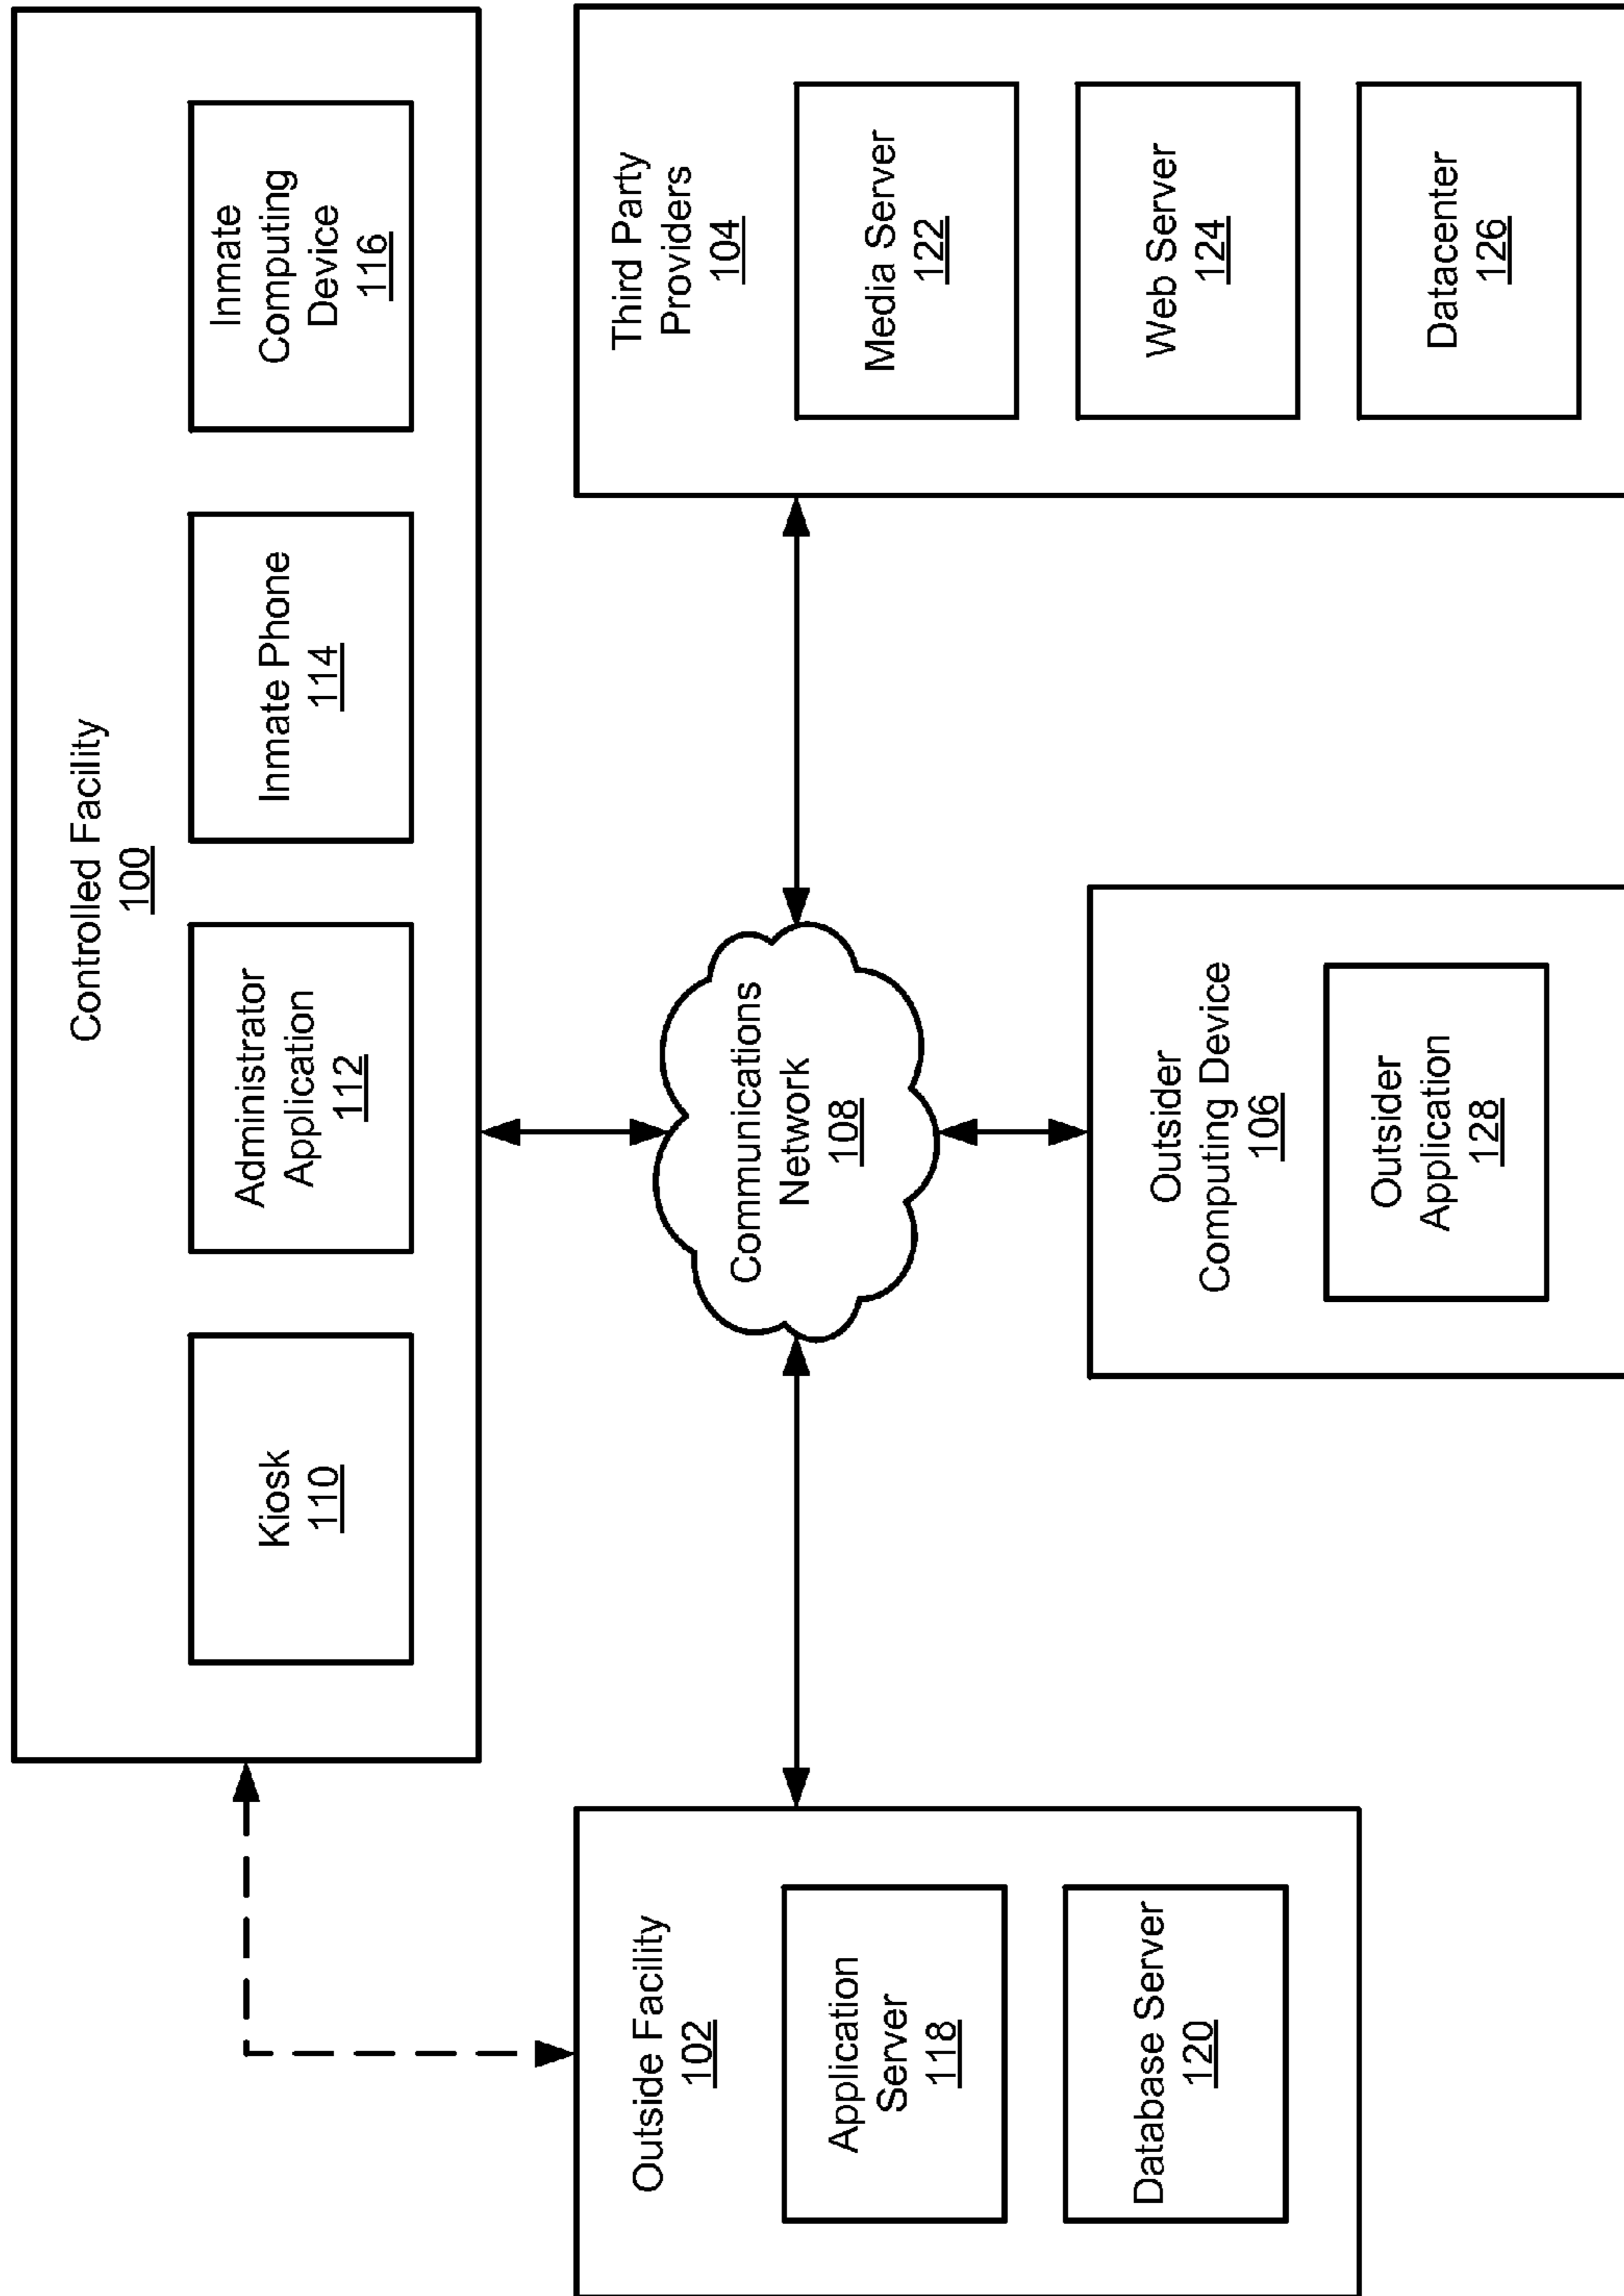 Controlled Facility
100
Kiosk
110
Administrator
Application
112
Inmate Phone
114
Inmate
Computing
Device
116
Outside Facility
102
Application
Server
118
Database Server
120
Communications
Network
108
Outsider
Computing Device
106
Outsider
Application
128
Third Party
Providers
104
Media Server
122
Web Server
124
Datacenter
126